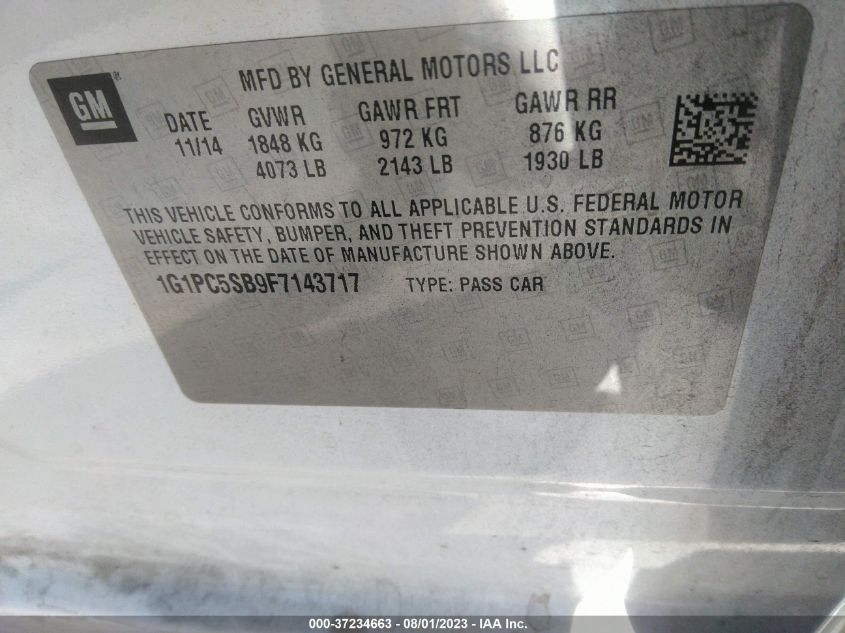 GM
MFD BY GENERAL MOTORS LLC
DATE GVWR GAWR FRT GAWR RR
11/14 1848 KG 972 KG 876 KG
4073 LB 2143 LB 1930 LB
THIS VEHICLE CONFORMS TO ALL APPLICABLE U.S. FEDERAL MOTOR
VEHICLE SAFETY, BUMPER, AND THEFT PREVENTION STANDARDS IN
EFFECT ON THE DATE OF MANUFACTURE SHOWN ABOVE.
1G1PC5SB9F7143717 TYPE: PASS CAR
000-37234663 - 08/01/2023 - IAA Inc.